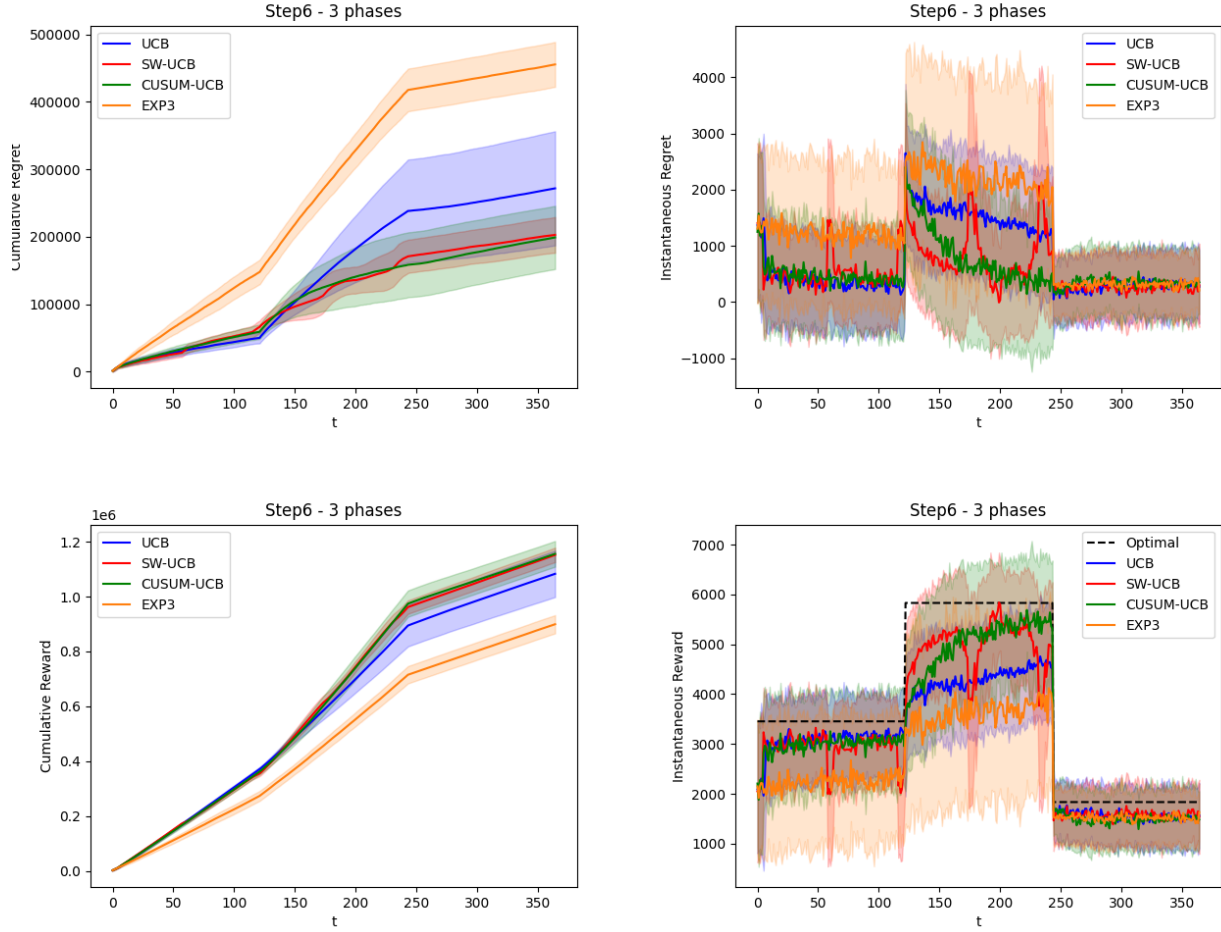 Step6 - 3 phases
500000
400000
300000
200000
100000
0
Cumulative Regret
UCB
SW-UCB
CUSUM-UCB
EXP3
0 50 100 150 200 250 300 350
t
Step6 - 3 phases
4000
3000
2000
1000
0
−1000
Instantaneous Regret
UCB
SW-UCB
CUSUM-UCB
EXP3
0 50 100 150 200 250 300 350
t
Step6 - 3 phases
1e6
1.2
1.0
0.8
0.6
0.4
0.2
0.0
Cumulative Reward
UCB
SW-UCB
CUSUM-UCB
EXP3
0 50 100 150 200 250 300 350
t
Step6 - 3 phases
7000
6000
5000
4000
3000
2000
1000
Instantaneous Reward
Optimal
UCB
SW-UCB
CUSUM-UCB
EXP3
0 50 100 150 200 250 300 350
t